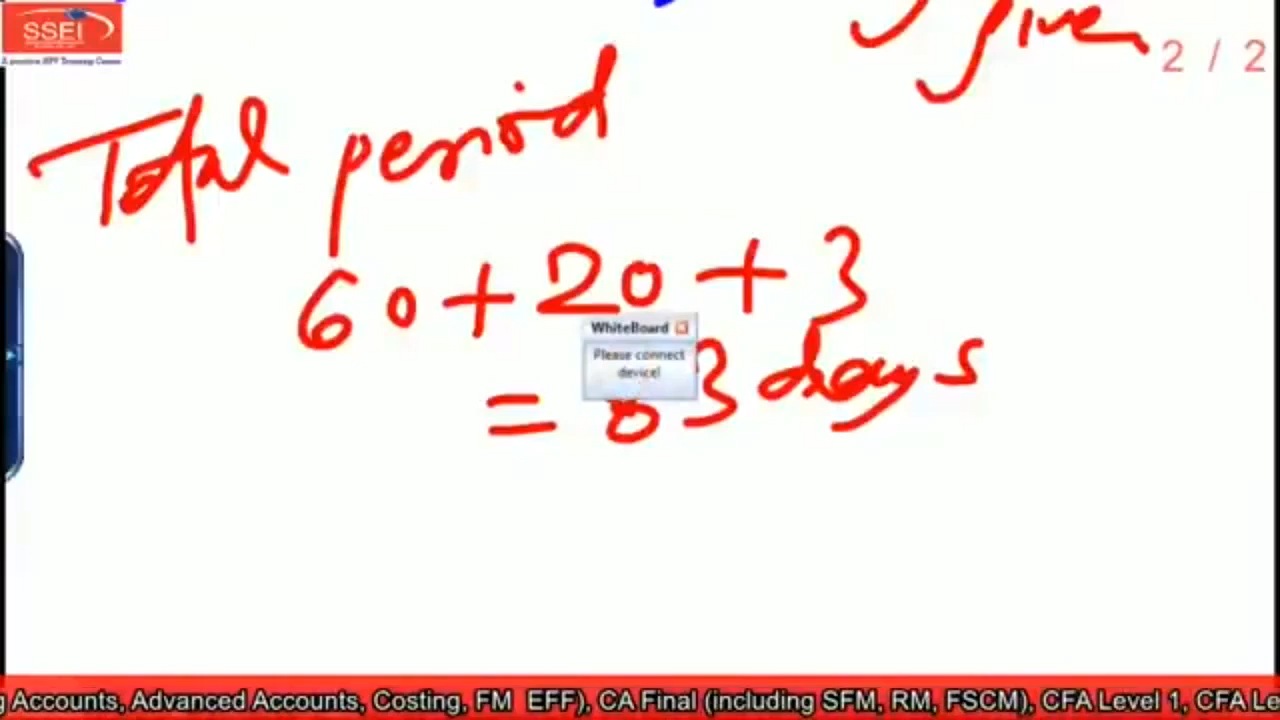 SSEI
given
2 / 2
Total period
60 + 20 + 3
WhiteBoard
Please connect
device!
= 83 days
g Accounts, Advanced Accounts, Costing, FM EFF), CA Final (including SFM, RM, FSCM), CFA Level 1, CFA Le